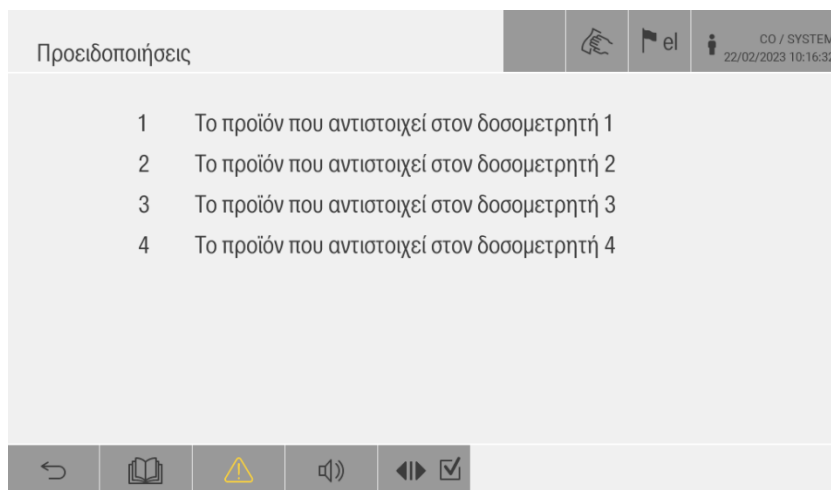 Προειδοποιήσεις
el
CO / SYSTEM
22/02/2023 10:16:32
1 Το προϊόν που αντιστοιχεί στον δοσομετρητή 1
2 Το προϊόν που αντιστοιχεί στον δοσομετρητή 2
3 Το προϊόν που αντιστοιχεί στον δοσομετρητή 3
4 Το προϊόν που αντιστοιχεί στον δοσομετρητή 4